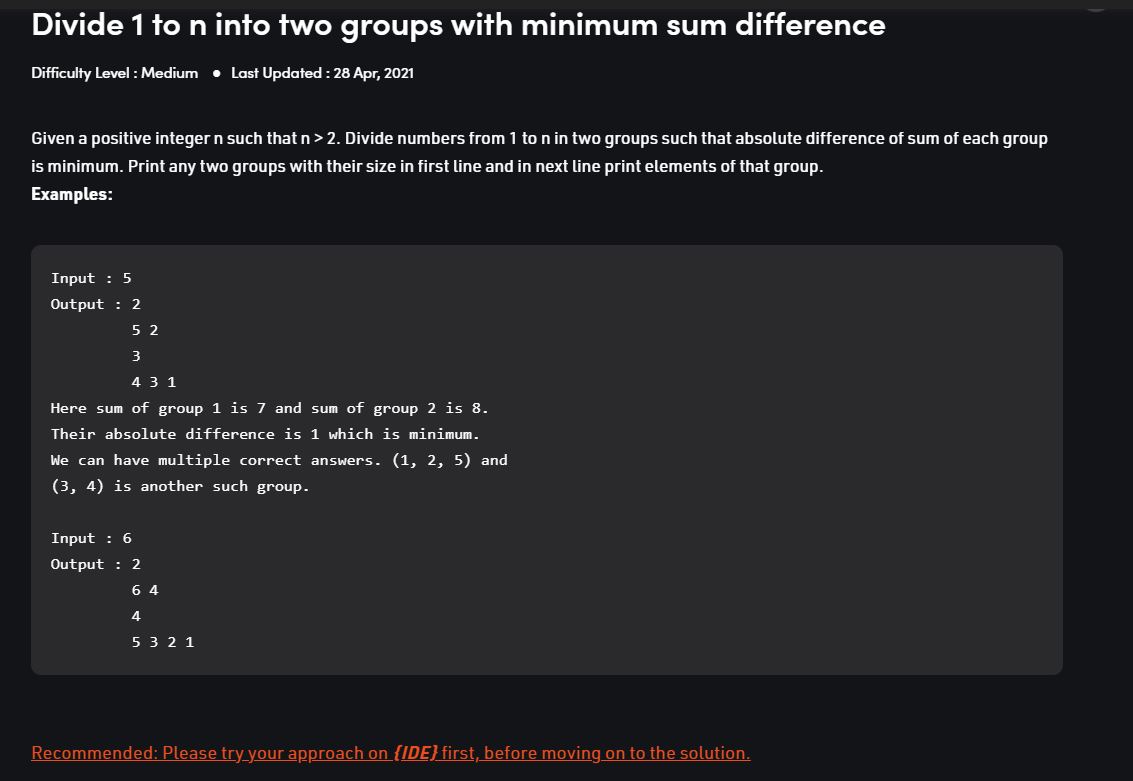 Divide 1 to n into two groups with minimum sum difference
Difficulty Level : Medium ● Last Updated : 28 Apr, 2021
Given a positive integer n such that n > 2. Divide numbers from 1 to n in two groups such that absolute difference of sum of each group
is minimum. Print any two groups with their size in first line and in next line print elements of that group.
Examples:
Input : 5
Output : 2
5 2
3
4 3 1
Here sum of group 1 is 7 and sum of group 2 is 8.
Their absolute difference is 1 which is minimum.
We can have multiple correct answers. (1, 2, 5) and
(3, 4) is another such group.
Input : 6
Output : 2
6 4
4
5 3 2 1
Recommended: Please try your approach on {IDE} first, before moving on to the solution.